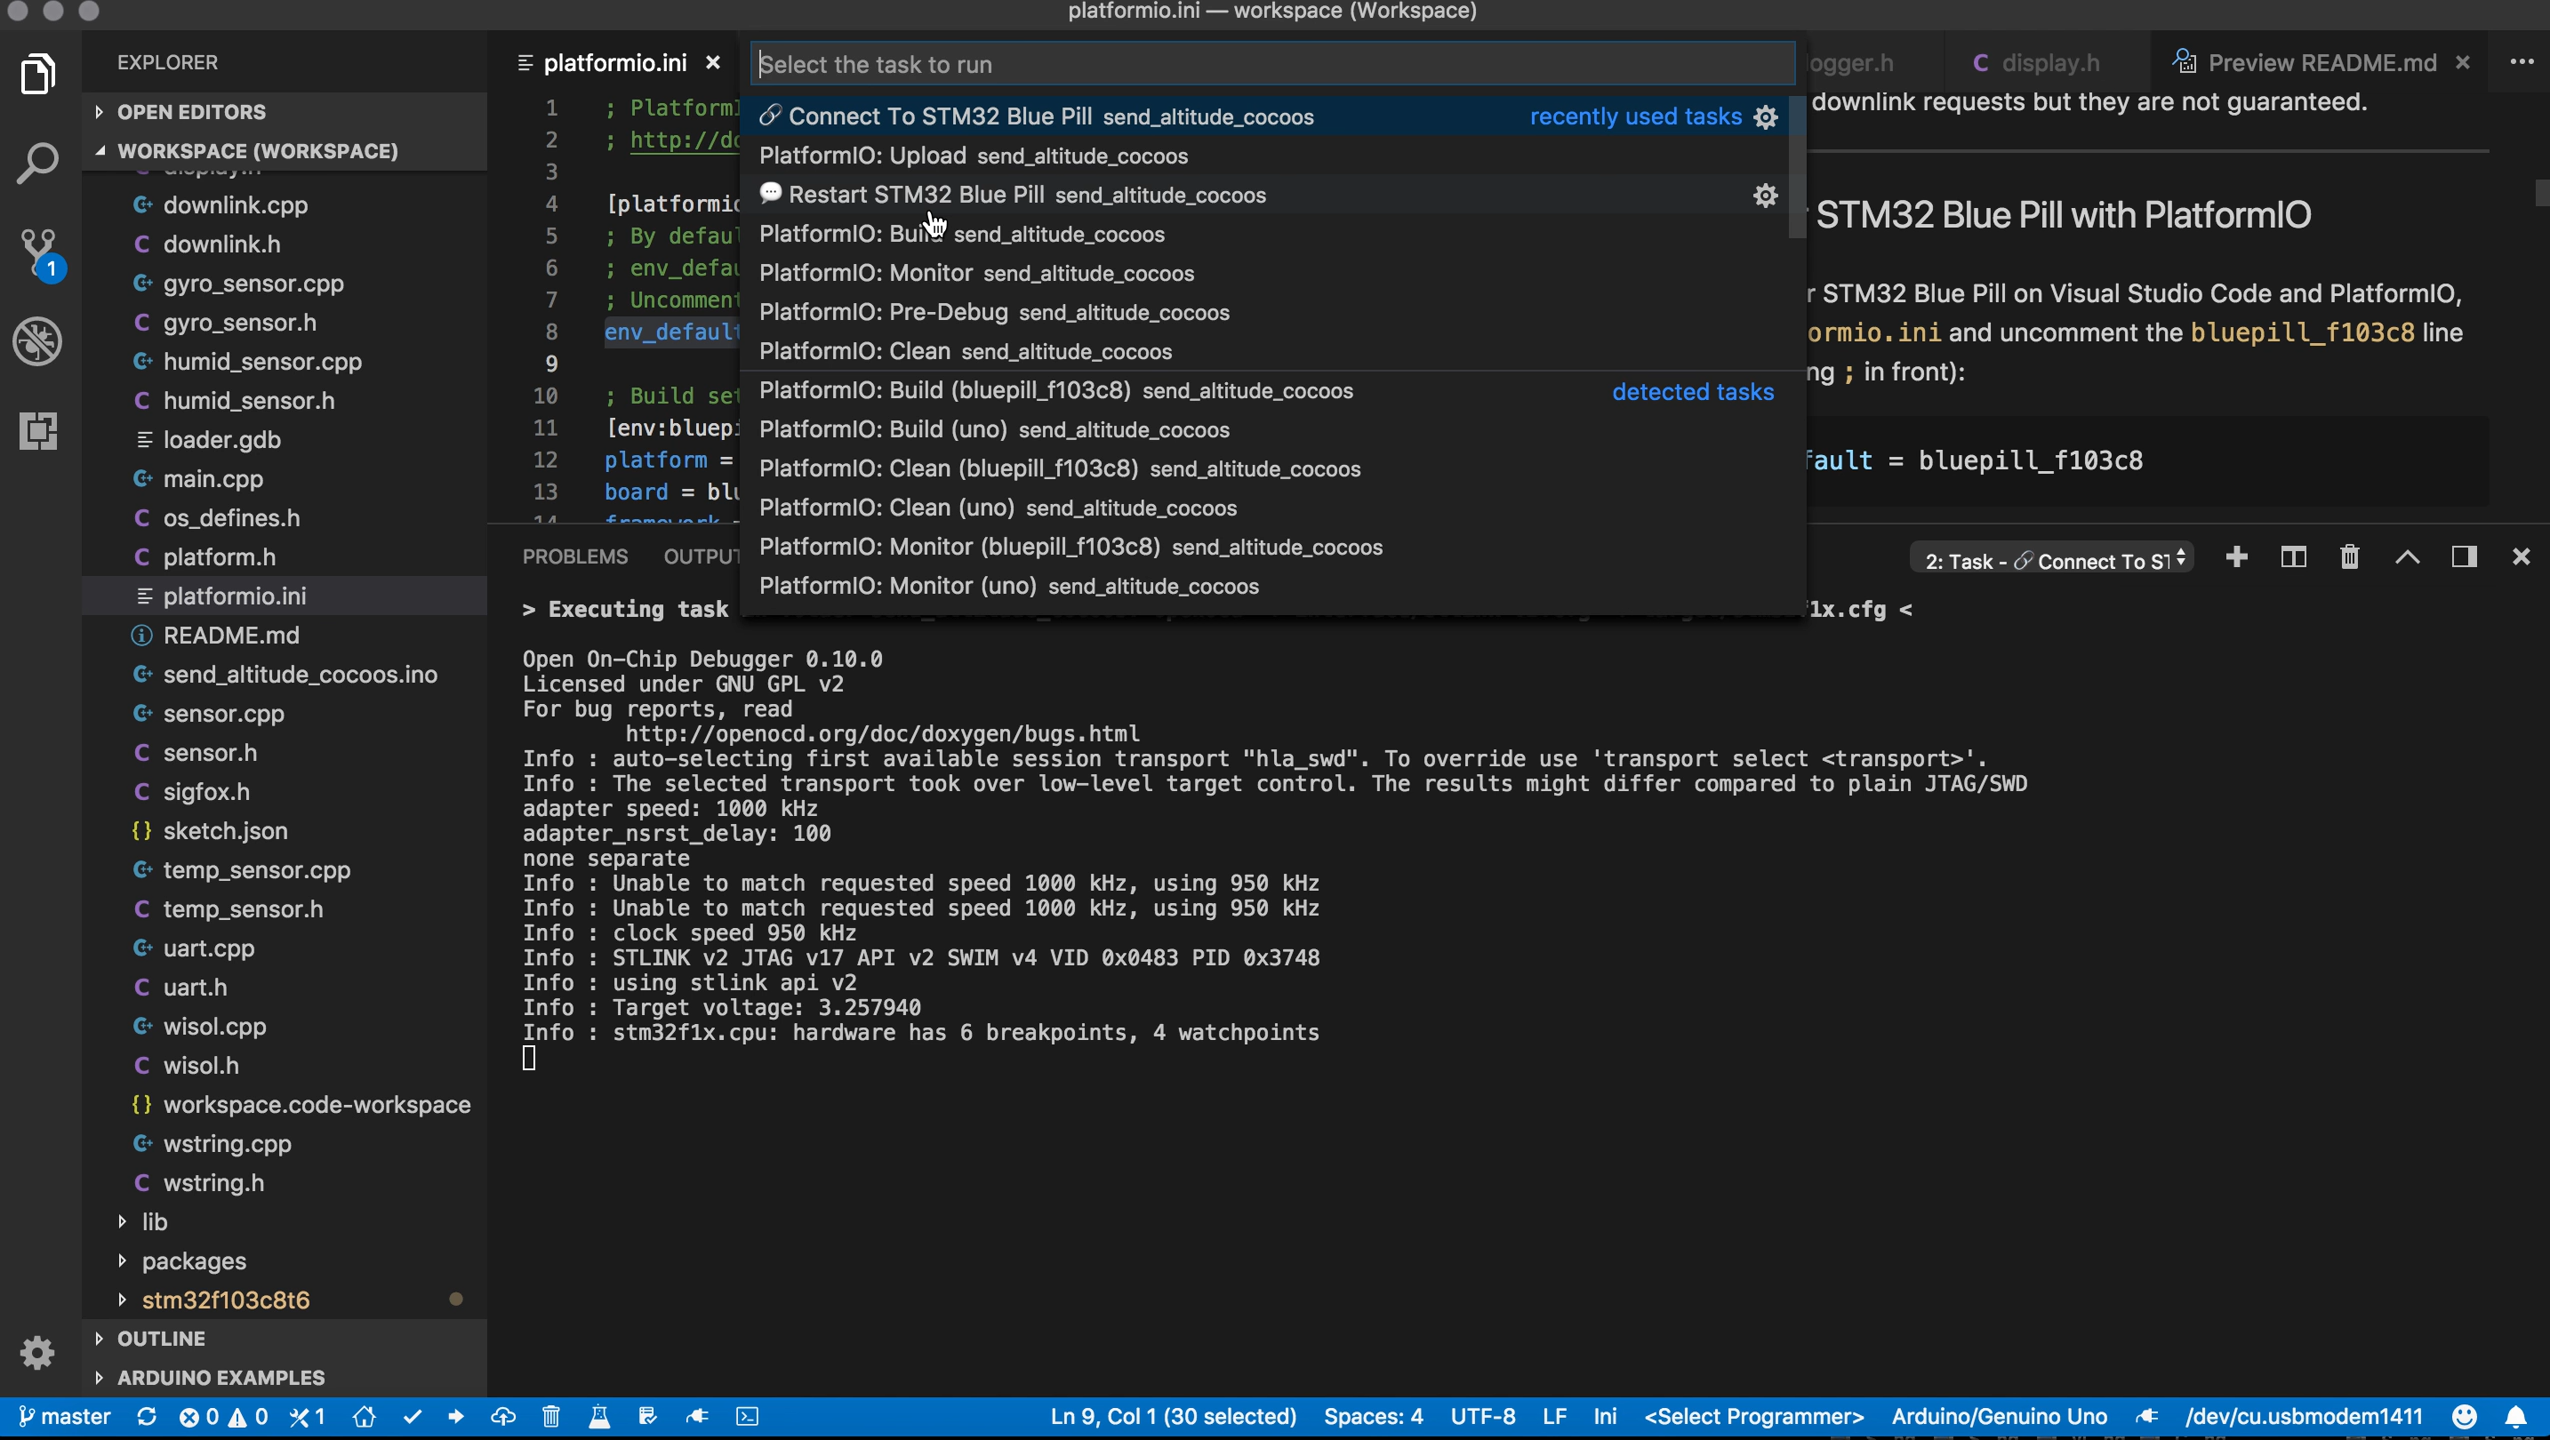 platformio.ini — workspace (Workspace)
EXPLORER
OPEN EDITORS
WORKSPACE (WORKSPACE)
display.h
downlink.cpp
downlink.h
gyro_sensor.cpp
gyro_sensor.h
humid_sensor.cpp
humid_sensor.h
loader.gdb
main.cpp
os_defines.h
platform.h
platformio.ini
README.md
send_altitude_cocoos.ino
sensor.cpp
sensor.h
sigfox.h
sketch.json
temp_sensor.cpp
temp_sensor.h
uart.cpp
uart.h
wisol.cpp
wisol.h
workspace.code-workspace
wstring.cpp
wstring.h
lib
packages
stm32f103c8t6
OUTLINE
ARDUINO EXAMPLES
1
platformio.ini
ogger.h
display.h
Preview README.md
1 ; Platform
2 ; http://do
3
4 [platformio
5 ; By defaul
6 ; env_defau
7 ; Uncomment
8 env_default
9
10 ; Build set
11 [env:bluepi
12 platform =
13 board = blu
14 framework
Select the task to run
Connect To STM32 Blue Pill send_altitude_cocoos recently used tasks
PlatformIO: Upload send_altitude_cocoos
Restart STM32 Blue Pill send_altitude_cocoos
PlatformIO: Build send_altitude_cocoos
PlatformIO: Monitor send_altitude_cocoos
PlatformIO: Pre-Debug send_altitude_cocoos
PlatformIO: Clean send_altitude_cocoos
PlatformIO: Build (bluepill_f103c8) send_altitude_cocoos detected tasks
PlatformIO: Build (uno) send_altitude_cocoos
PlatformIO: Clean (bluepill_f103c8) send_altitude_cocoos
PlatformIO: Clean (uno) send_altitude_cocoos
PlatformIO: Monitor (bluepill_f103c8) send_altitude_cocoos
PlatformIO: Monitor (uno) send_altitude_cocoos
downlink requests but they are not guaranteed.
STM32 Blue Pill with PlatformIO
r STM32 Blue Pill on Visual Studio Code and PlatformIO,
ormio.ini and uncomment the bluepill_f103c8 line
ng ; in front):
fault = bluepill_f103c8
PROBLEMS OUTPUT
2: Task - Connect To ST
> Executing task 1x.cfg <
Open On-Chip Debugger 0.10.0
Licensed under GNU GPL v2
For bug reports, read
http://openocd.org/doc/doxygen/bugs.html
Info : auto-selecting first available session transport "hla_swd". To override use 'transport select <transport>'.
Info : The selected transport took over low-level target control. The results might differ compared to plain JTAG/SWD
adapter speed: 1000 kHz
adapter_nsrst_delay: 100
none separate
Info : Unable to match requested speed 1000 kHz, using 950 kHz
Info : Unable to match requested speed 1000 kHz, using 950 kHz
Info : clock speed 950 kHz
Info : STLINK v2 JTAG v17 API v2 SWIM v4 VID 0x0483 PID 0x3748
Info : using stlink api v2
Info : Target voltage: 3.257940
Info : stm32f1x.cpu: hardware has 6 breakpoints, 4 watchpoints
master 0 0 1 Ln 9, Col 1 (30 selected) Spaces: 4 UTF-8 LF Ini <Select Programmer> Arduino/Genuino Uno /dev/cu.usbmodem1411